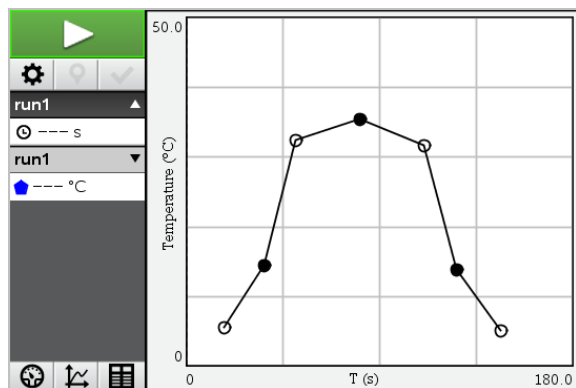 run1
--- s
run1
--- °C
50.0
Temperature (°C)
0
0
T (s)
180.0